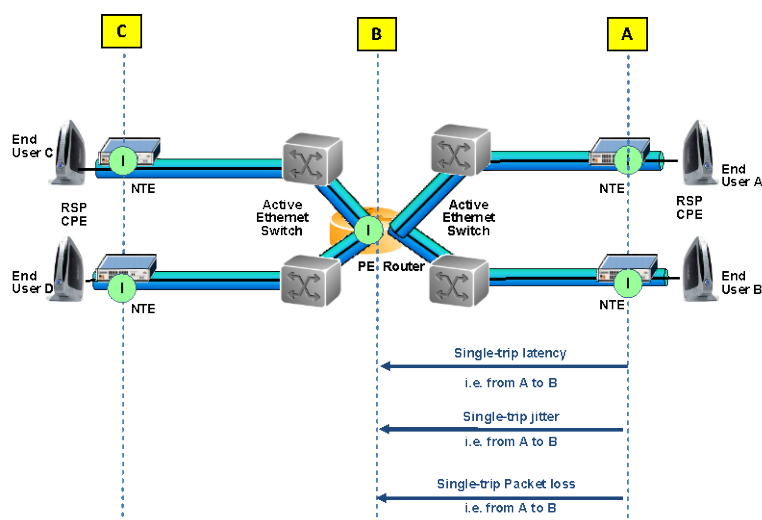 C
B
A
End
User C
I
NTE
RSP
CPE
Active
Ethernet
Switch
I
PE Router
Active
Ethernet
Switch
I
NTE
End
User A
RSP
CPE
End
User D
I
NTE
I
NTE
End
User B
Single-trip latency
i.e. from A to B
Single-trip jitter
i.e. from A to B
Single-trip Packet loss
i.e. from A to B